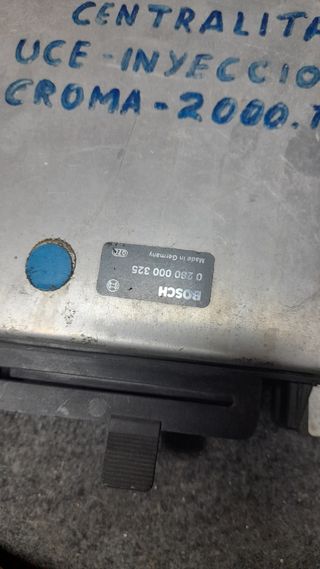 CENTRALITA
UCE-INYECCIO
CROMA-2000.T
BOSCH
0 280 000 325
Made in Germany